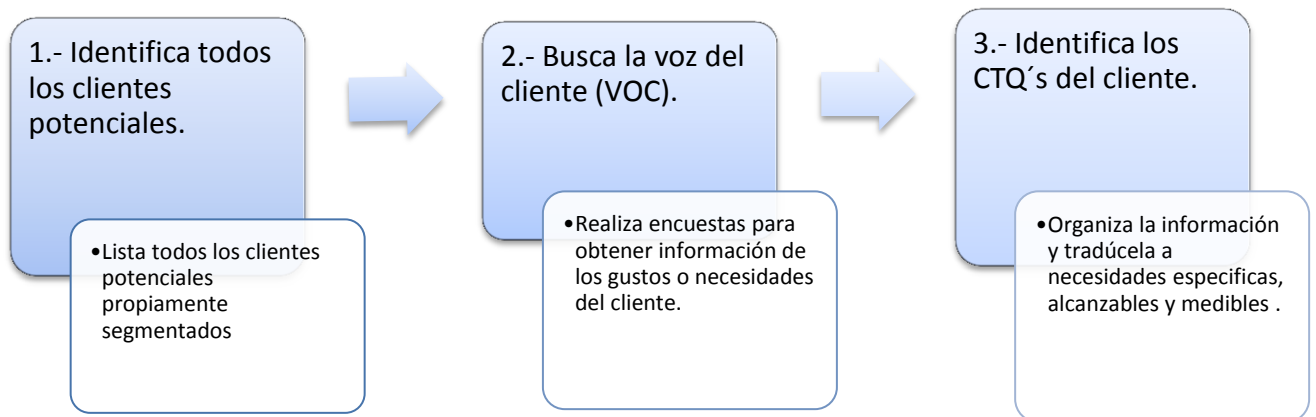 1.- Identifica todos
los clientes
potenciales.
•Lista todos los clientes
potenciales
propiamente
segmentados
2.- Busca la voz del
cliente (VOC).
•Realiza encuestas para
obtener información de
los gustos o necesidades
del cliente.
3.- Identifica los
CTQ´s del cliente.
•Organiza la información
y tradúcela a
necesidades especificas,
alcanzables y medibles .